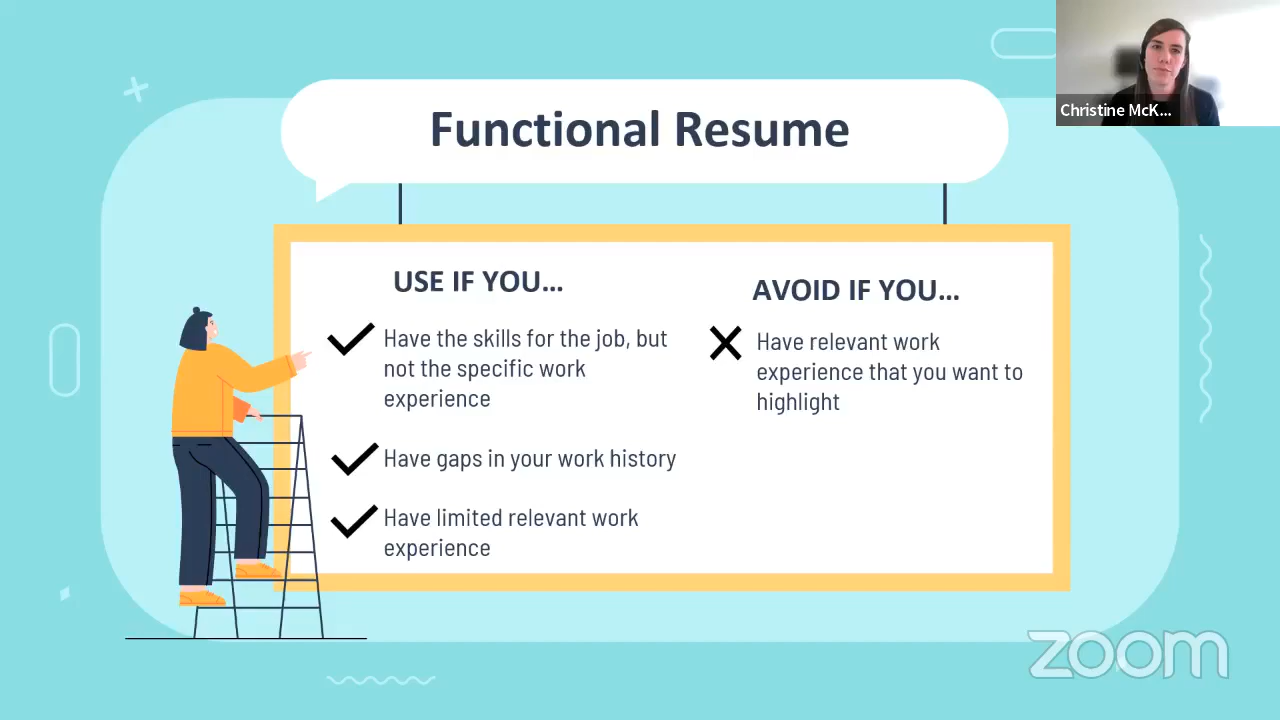 Functional Resume
Christine McK...
USE IF YOU...
Have the skills for the job, but
not the specific work
experience
Have gaps in your work history
Have limited relevant work
experience
AVOID IF YOU...
Have relevant work
experience that you want to
highlight
zoom